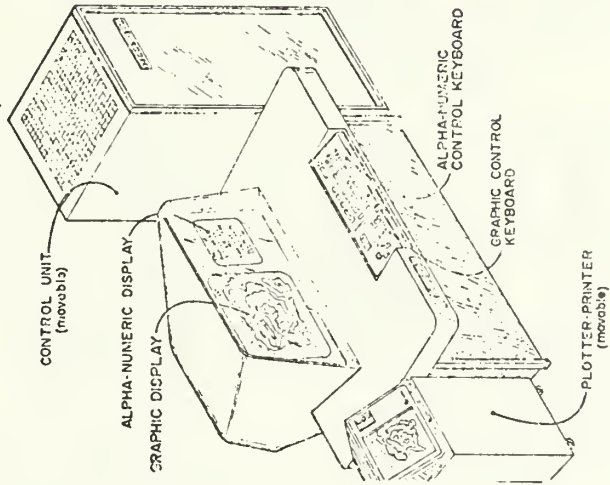 CONTROL UNIT
(movable)
ALPHA-NUMERIC DISPLAY
GRAPHIC DISPLAY
ALPHA-NUMERIC
CONTROL KEYBOARD
GRAPHIC CONTROL
KEYBOARD
PLOTTER-PRINTER
(movable)